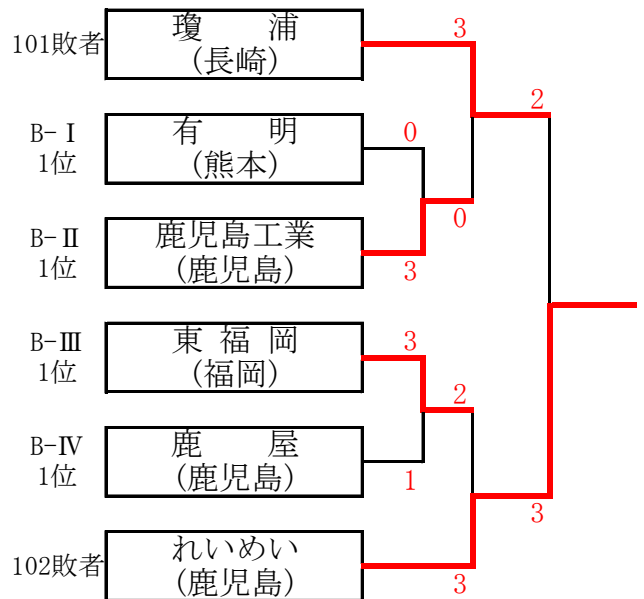 101敗者
瓊　浦
(長崎)
3
2
B-Ⅰ
1位
有　明
(熊本)
0
B-Ⅱ
1位
鹿児島工業
(鹿児島)
0
3
B-Ⅲ
1位
東 福 岡
(福岡)
3
2
B-Ⅳ
1位
鹿　屋
(鹿児島)
1
3
102敗者
れいめい
(鹿児島)
3